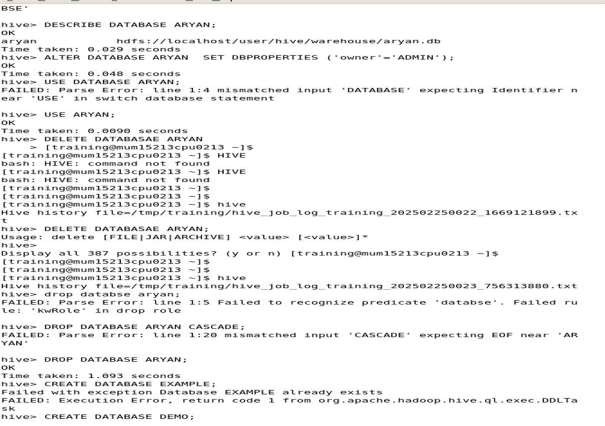 BSE'
hive> DESCRIBE DATABASE ARYAN;
OK
aryan hdfs://localhost/user/hive/warehouse/aryan.db
Time taken: 0.029 seconds
hive> ALTER DATABASE ARYAN SET DBPROPERTIES ('owner'='ADMIN');
OK
Time taken: 0.048 seconds
hive> USE DATABASE ARYAN;
FAILED: Parse Error: line 1:4 mismatched input 'DATABASE' expecting Identifier n
ear 'USE' in switch database statement
hive> USE ARYAN;
OK
Time taken: 0.0090 seconds
hive> DELETE DATABASAE ARYAN
> [training@mum15213cpu0213 ~]$
[training@mum15213cpu0213 ~]$ HIVE
bash: HIVE: command not found
[training@mum15213cpu0213 ~]$ HIVE
bash: HIVE: command not found
[training@mum15213cpu0213 ~]$
[training@mum15213cpu0213 ~]$
[training@mum15213cpu0213 ~]$ hive
Hive history file=/tmp/training/hive_job_log_training_202502250022_1669121899.tx
t
hive> DELETE DATABASE ARYAN;
Usage: delete [FILE|JAR|ARCHIVE] <value> [<value>]*
hive>
Display all 387 possibilities? (y or n) [training@mum15213cpu0213 ~]$
[training@mum15213cpu0213 ~]$
[training@mum15213cpu0213 ~]$
[training@mum15213cpu0213 ~]$ hive
Hive history file=/tmp/training/hive_job_log_training_202502250023_756313880.txt
hive> drop databse aryan;
FAILED: Parse Error: line 1:5 Failed to recognize predicate 'databse'. Failed ru
le: 'kwRole' in drop role
hive> DROP DATABASE ARYAN CASCADE;
FAILED: Parse Error: line 1:20 mismatched input 'CASCADE' expecting EOF near 'AR
YAN'
hive> DROP DATABASE ARYAN;
OK
Time taken: 1.093 seconds
hive> CREATE DATABASE EXAMPLE;
Failed with exception Database EXAMPLE already exists
FAILED: Execution Error, return code 1 from org.apache.hadoop.hive.ql.exec.DDLTa
sk
hive> CREATE DATABASE DEMO;